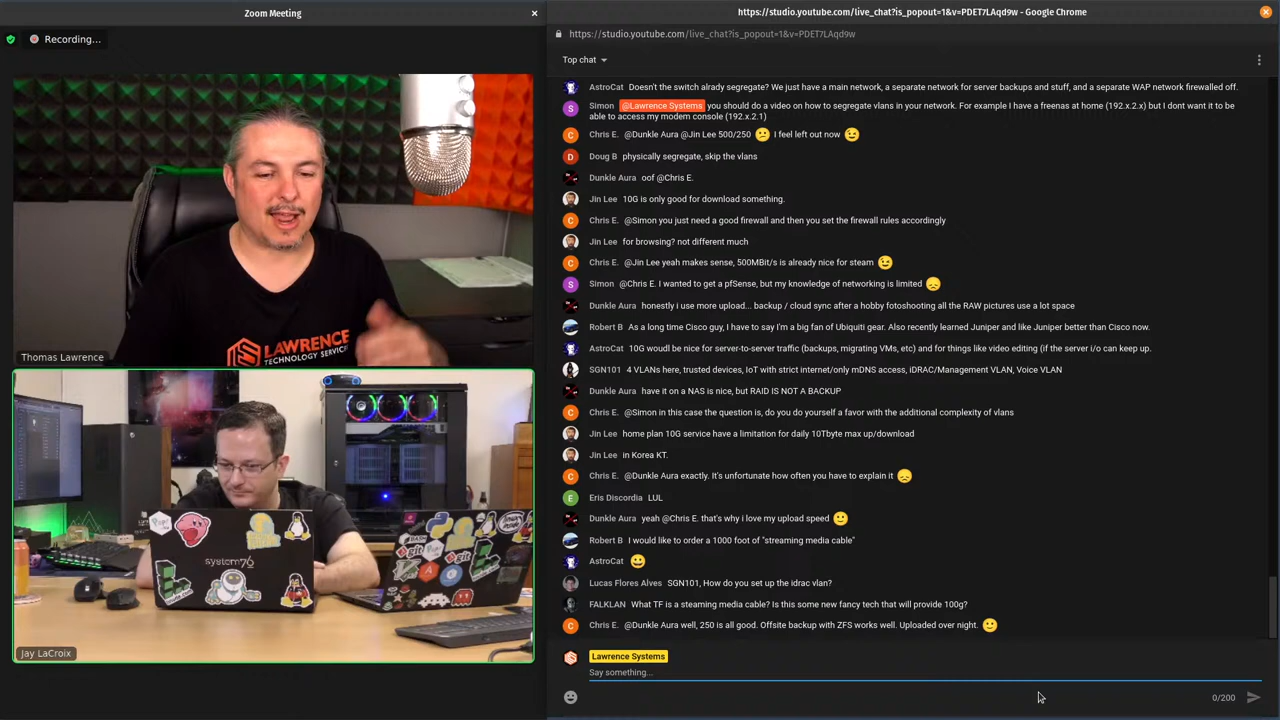 Zoom Meeting
×
Recording...
LAWRENCE
TECHNOLOGY SERVICE
Thomas Lawrence
system76
git
git
Jay LaCroix
https://studio.youtube.com/live_chat?is_popout=1&v=PDET7LAqd9w - Google Chrome
https://studio.youtube.com/live_chat?is_popout=1&v=PDET7LAqd9w
Top chat
AstroCat Doesn't the switch alrady segregate? We just have a main network, a separate network for server backups and stuff, and a separate WAP network firewalled off.
S Simon @Lawrence Systems you should do a video on how to segregate vlans in your network. For example I have a freenas at home (192.x.2.x) but I dont want it to be
able to access my modem console (192.x.2.1)
C Chris E. @Dunkle Aura @Jin Lee 500/250 😕 I feel left out now 😉
D Doug B physically segregate, skip the vlans
Dunkle Aura oof @Chris E.
Jin Lee 10G is only good for download something.
C Chris E. @Simon you just need a good firewall and then you set the firewall rules accordingly
Jin Lee for browsing? not different much
C Chris E. @Jin Lee yeah makes sense, 500MBit/s is already nice for steam 😉
S Simon @Chris E. I wanted to get a pfSense, but my knowledge of networking is limited 😞
Dunkle Aura honestly i use more upload... backup / cloud sync after a hobby fotoshooting all the RAW pictures use a lot space
Robert B As a long time Cisco guy, I have to say I'm a big fan of Ubiquiti gear. Also recently learned Juniper and like Juniper better than Cisco now.
AstroCat 10G woudl be nice for server-to-server traffic (backups, migrating VMs, etc) and for things like video editing (if the server i/o can keep up.
SGN101 4 VLANs here, trusted devices, IoT with strict internet/only mDNS access, iDRAC/Management VLAN, Voice VLAN
Dunkle Aura have it on a NAS is nice, but RAID IS NOT A BACKUP
C Chris E. @Simon in this case the question is, do you do yourself a favor with the additional complexity of vlans
Jin Lee home plan 10G service have a limitation for daily 10Tbyte max up/download
Jin Lee in Korea KT.
C Chris E. @Dunkle Aura exactly. It's unfortunate how often you have to explain it 😞
E Eris Discordia LUL
Dunkle Aura yeah @Chris E. that's why i love my upload speed 🙂
Robert B I would like to order a 1000 foot of "streaming media cable"
AstroCat 😀
Lucas Flores Alves SGN101, How do you set up the idrac vlan?
FALKLAN What TF is a steaming media cable? Is this some new fancy tech that will provide 100g?
C Chris E. @Dunkle Aura well, 250 is all good. Offsite backup with ZFS works well. Uploaded over night. 🙂
Lawrence Systems
Say something...
0/200